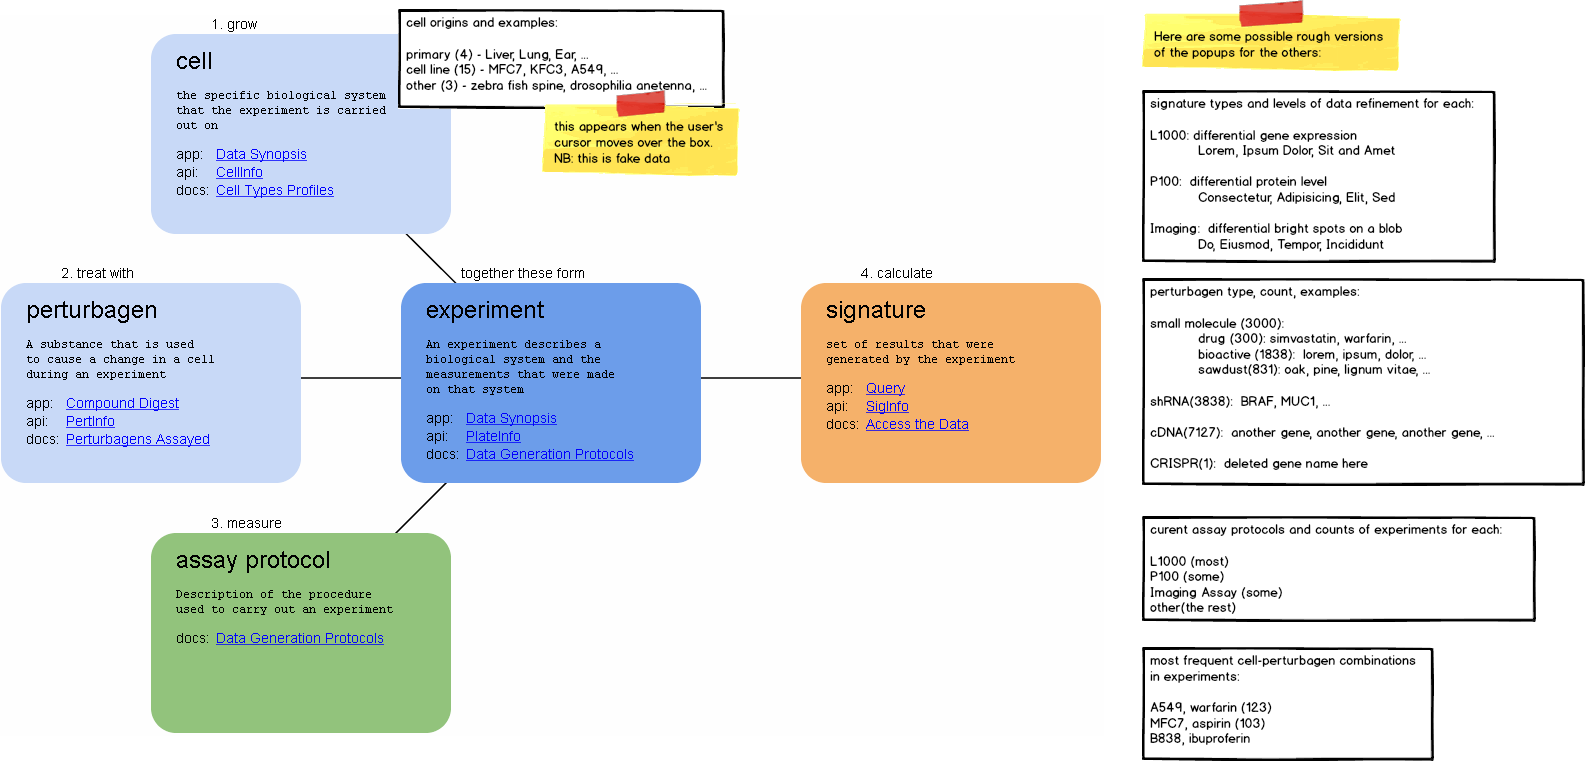 1. grow
cell
the specific biological system
that the experiment is carried
out on
app: Data Synopsis
api: CellInfo
docs: Cell Types Profiles
cell origins and examples:
primary (4) - Liver, Lung, Ear, ...
cell line (15) - MFC7, KFC3, A549, ...
other (3) - zebra fish spine, drosophilia anetenna, ...
this appears when the user's
cursor moves over the box.
NB: this is fake data
2. treat with
perturbagen
A substance that is used
to cause a change in a cell
during an experiment
app: Compound Digest
api: PertInfo
docs: Perturbagens Assayed
together these form
experiment
An experiment describes a
biological system and the
measurements that were made
on that system
app: Data Synopsis
api: PlateInfo
docs: Data Generation Protocols
4. calculate
signature
set of results that were
generated by the experiment
app: Query
api: SigInfo
docs: Access the Data
3. measure
assay protocol
Description of the procedure
used to carry out an experiment
docs: Data Generation Protocols
Here are some possible rough versions
of the popups for the others:
signature types and levels of data refinement for each:
L1000: differential gene expression
Lorem, Ipsum Dolor, Sit and Amet
P100: differential protein level
Consectetur, Adipisicing, Elit, Sed
Imaging: differential bright spots on a blob
Do, Eiusmod, Tempor, Incididunt
perturbagen type, count, examples:
small molecule (3000):
drug (300): simvastatin, warfarin, ...
bioactive (1838): lorem, ipsum, dolor, ...
sawdust(831): oak, pine, lignum vitae, ...
shRNA(3838): BRAF, MUC1, ...
cDNA(7127): another gene, another gene, another gene, ...
CRISPR(1): deleted gene name here
curent assay protocols and counts of experiments for each:
L1000 (most)
P100 (some)
Imaging Assay (some)
other(the rest)
most frequent cell-perturbagen combinations
in experiments:
A549, warfarin (123)
MFC7, aspirin (103)
B838, ibuproferin